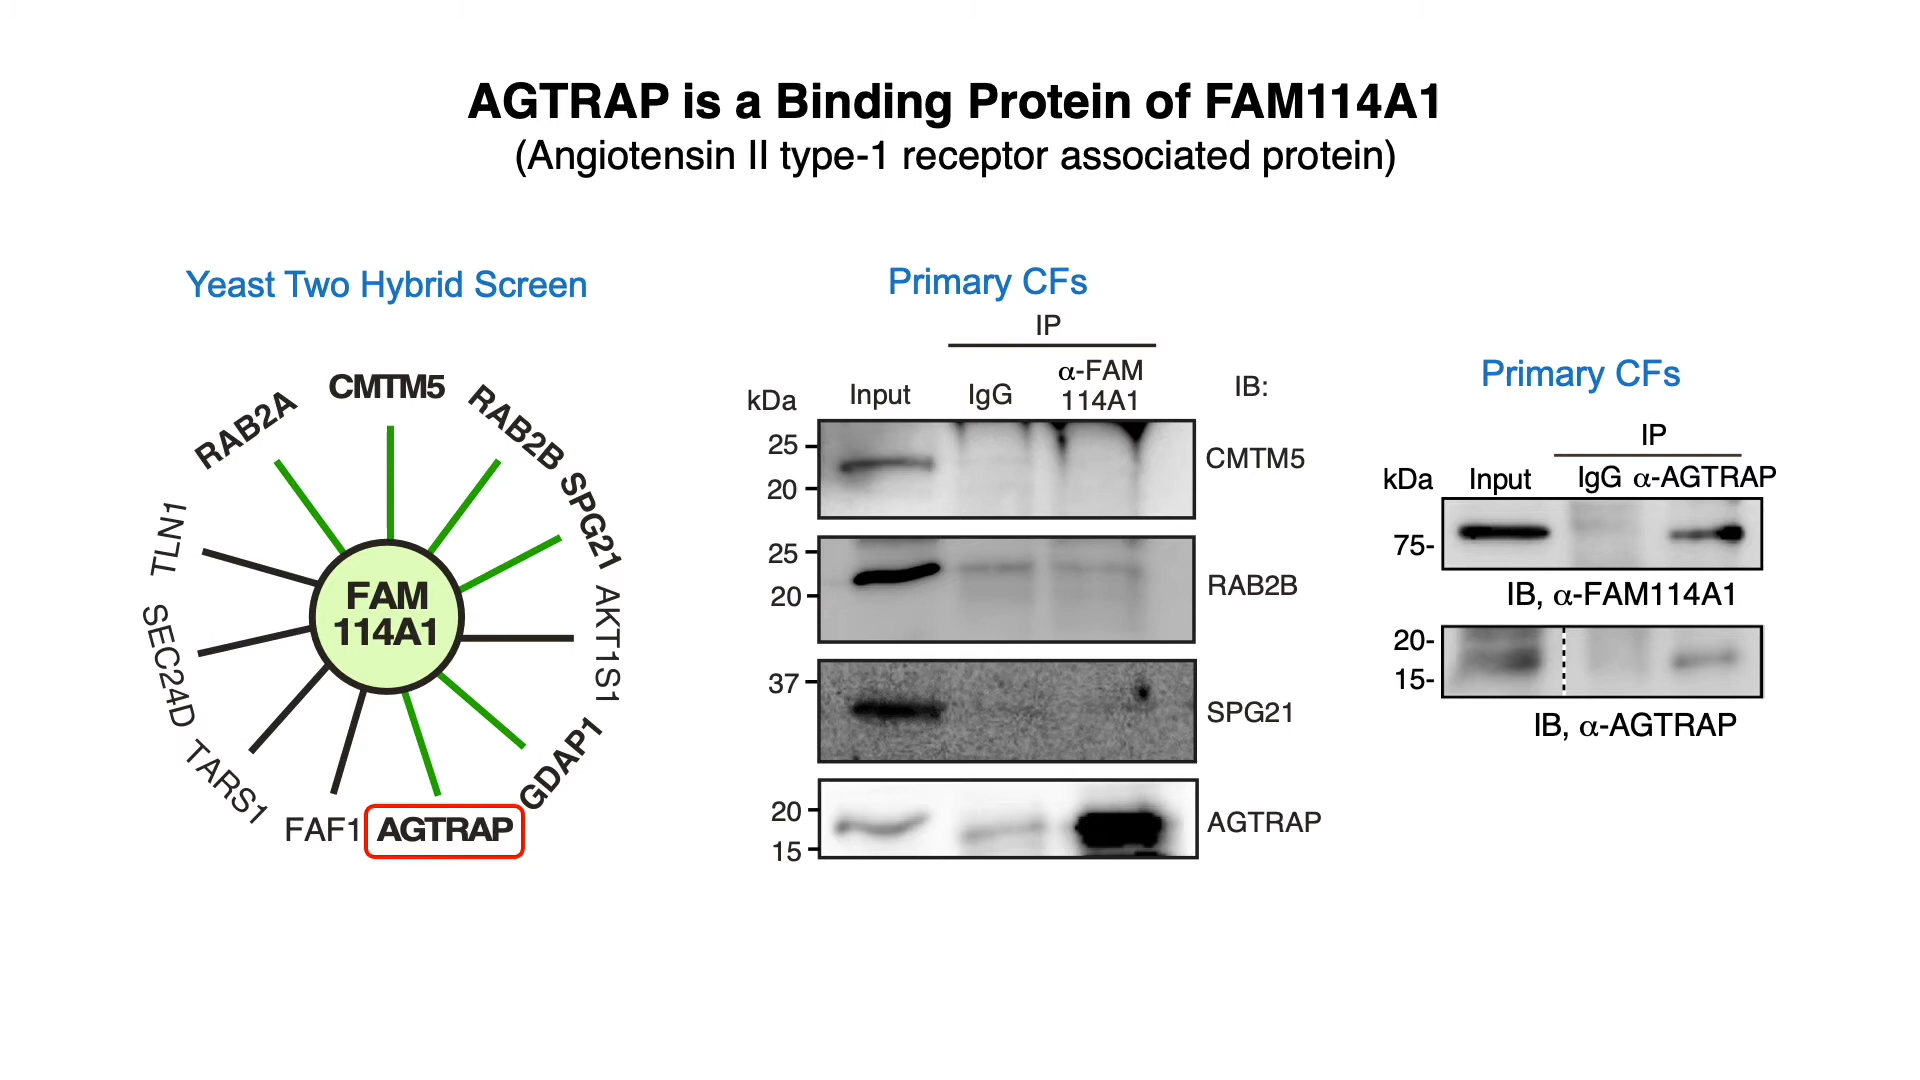 AGTRAP is a Binding Protein of FAM114A1
(Angiotensin II type-1 receptor associated protein)
Yeast Two Hybrid Screen
CMTM5
RAB2A
RAB2B
SPG21
TLN1
FAM
114A1
AKT1S1
SEC24D
GDAP1
TARS1
FAF1
AGTRAP
Primary CFs
IP
kDa
Input
IgG
α-FAM
114A1
IB:
25
20
CMTM5
25
20
RAB2B
37
SPG21
20
15
AGTRAP
Primary CFs
IP
kDa Input IgG α-AGTRAP
75-
IB, α-FAM114A1
20-
15-
IB, α-AGTRAP